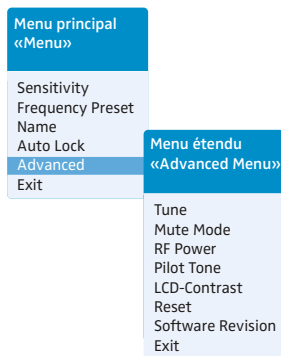 Menu principal
«Menu»
Sensitivity
Frequency Preset
Name
Auto Lock
Advanced
Exit
Menu étendu
«Advanced Menu»
Tune
Mute Mode
RF Power
Pilot Tone
LCD-Contrast
Reset
Software Revision
Exit